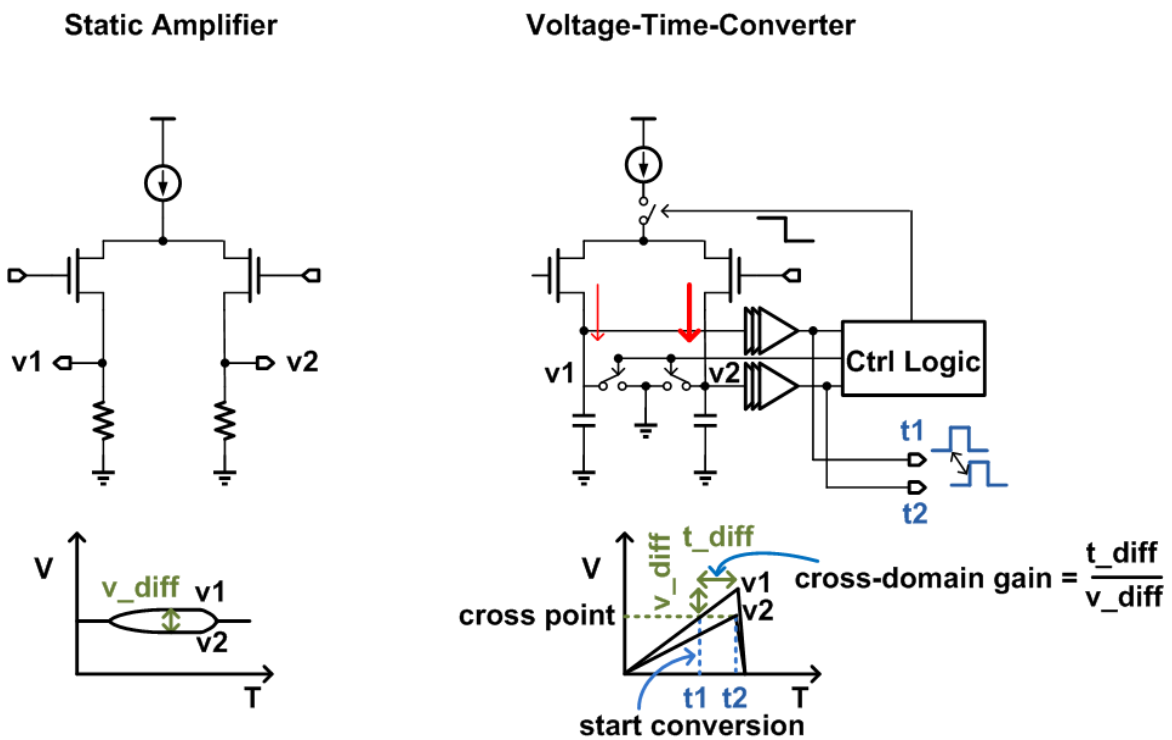 Static Amplifier
Voltage-Time-Converter
v1
v2
v1
v2
Ctrl Logic
t1
t2
V
v_diff
v1
v2
T
V
v_diff
t_diff
cross-domain gain = t_diff
v_diff
v1
v2
cross point
t1
t2
T
start conversion